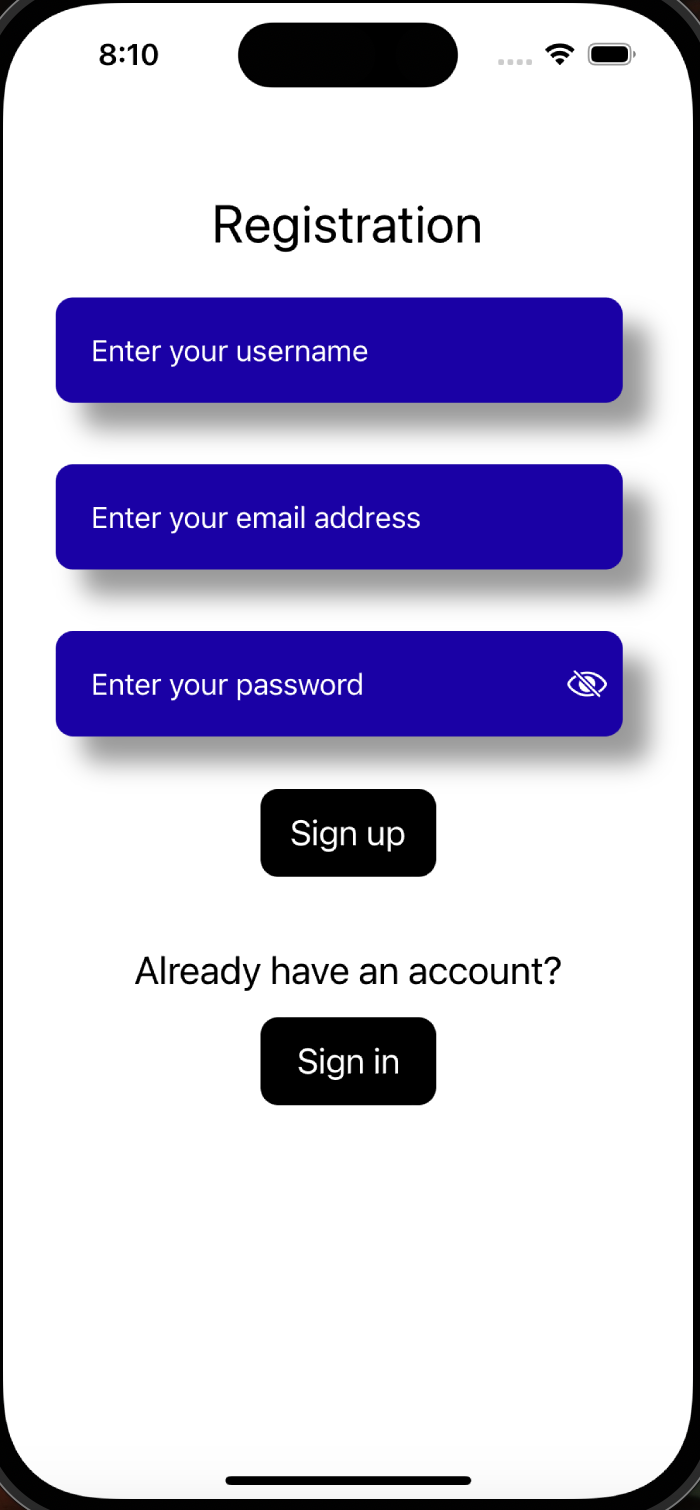 8:10
Registration
Enter your username
Enter your email address
Enter your password
Sign up
Already have an account?
Sign in